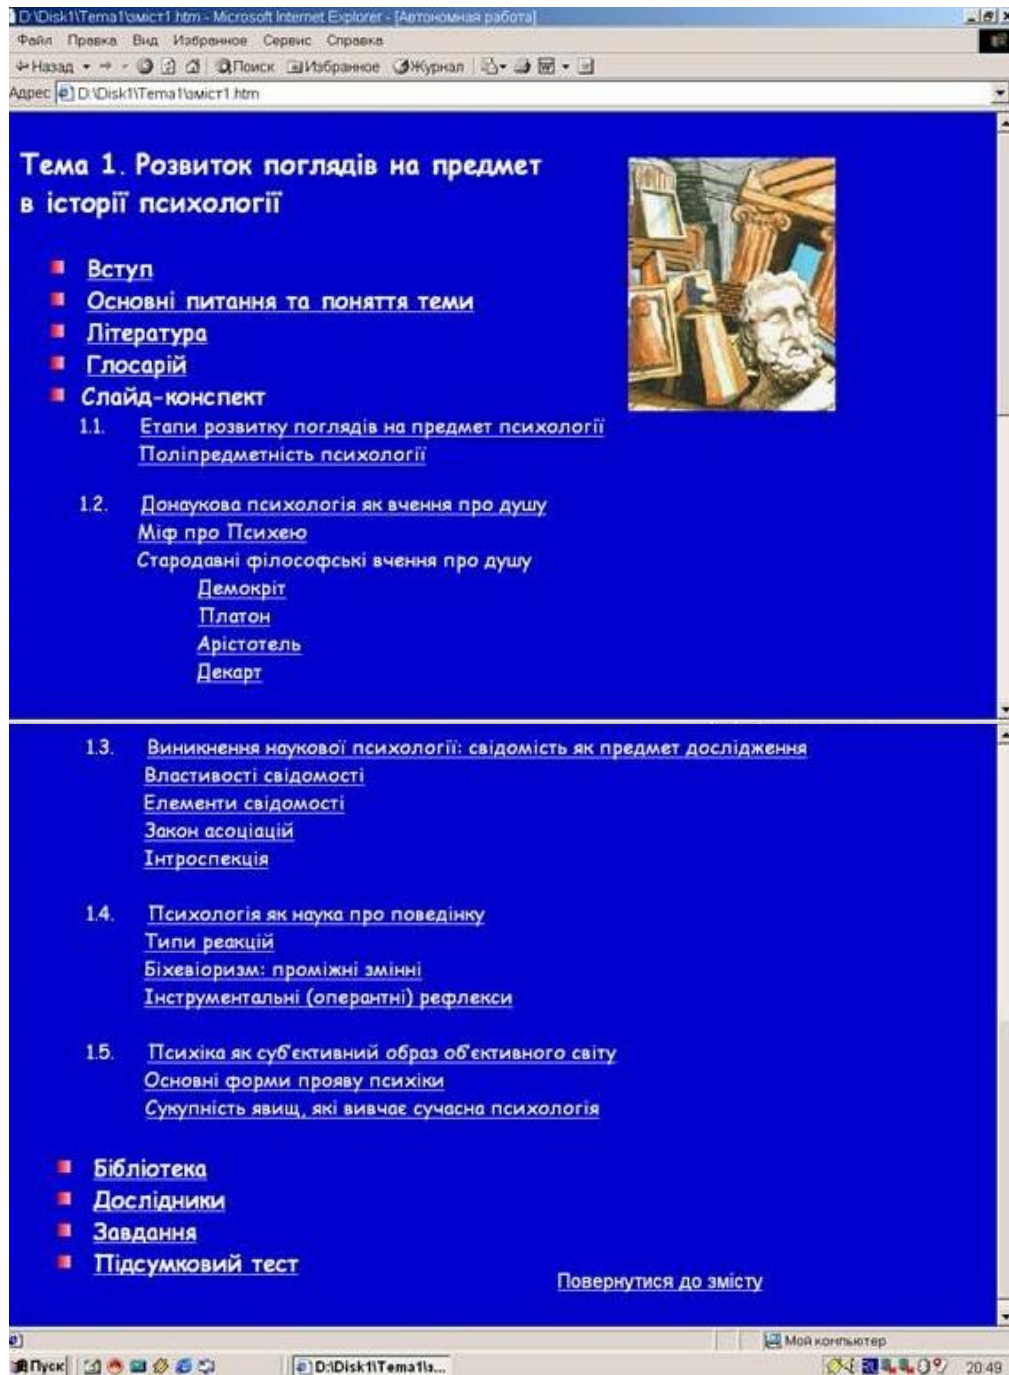 D:\Disk1\Tema1\зміст1.htm - Microsoft Internet Explorer - [Автономная работа]
Файл Правка Вид Избранное Сервис Справка
Назад Поиск Избранное Журнал
Адрес D:\Disk1\Tema1\зміст1.htm
Тема 1. Розвиток поглядів на предмет
в історії психології
Вступ
Основні питання та поняття теми
Література
Глосарій
Слайд-конспект
1.1. Етапи розвитку поглядів на предмет психології
Поліпредметність психології
1.2. Донаукова психологія як вчення про душу
Міф про Психею
Стародавні філософські вчення про душу
Демокріт
Платон
Арістотель
Декарт
1.3. Виникнення наукової психології: свідомість як предмет дослідження
Властивості свідомості
Елементи свідомості
Закон асоціацій
Інтроспекція
1.4. Психологія як наука про поведінку
Типи реакцій
Біхевіоризм: проміжні змінні
Інструментальні (оперантні) рефлекси
1.5. Психіка як суб'єктивний образ об'єктивного світу
Основні форми прояву психіки
Сукупність явищ, які вивчає сучасна психологія
Бібліотека
Дослідники
Завдання
Підсумковий тест
Повернутися до змісту
Мой компьютер
Пуск D:\Disk1\Tema1\з... 20:49